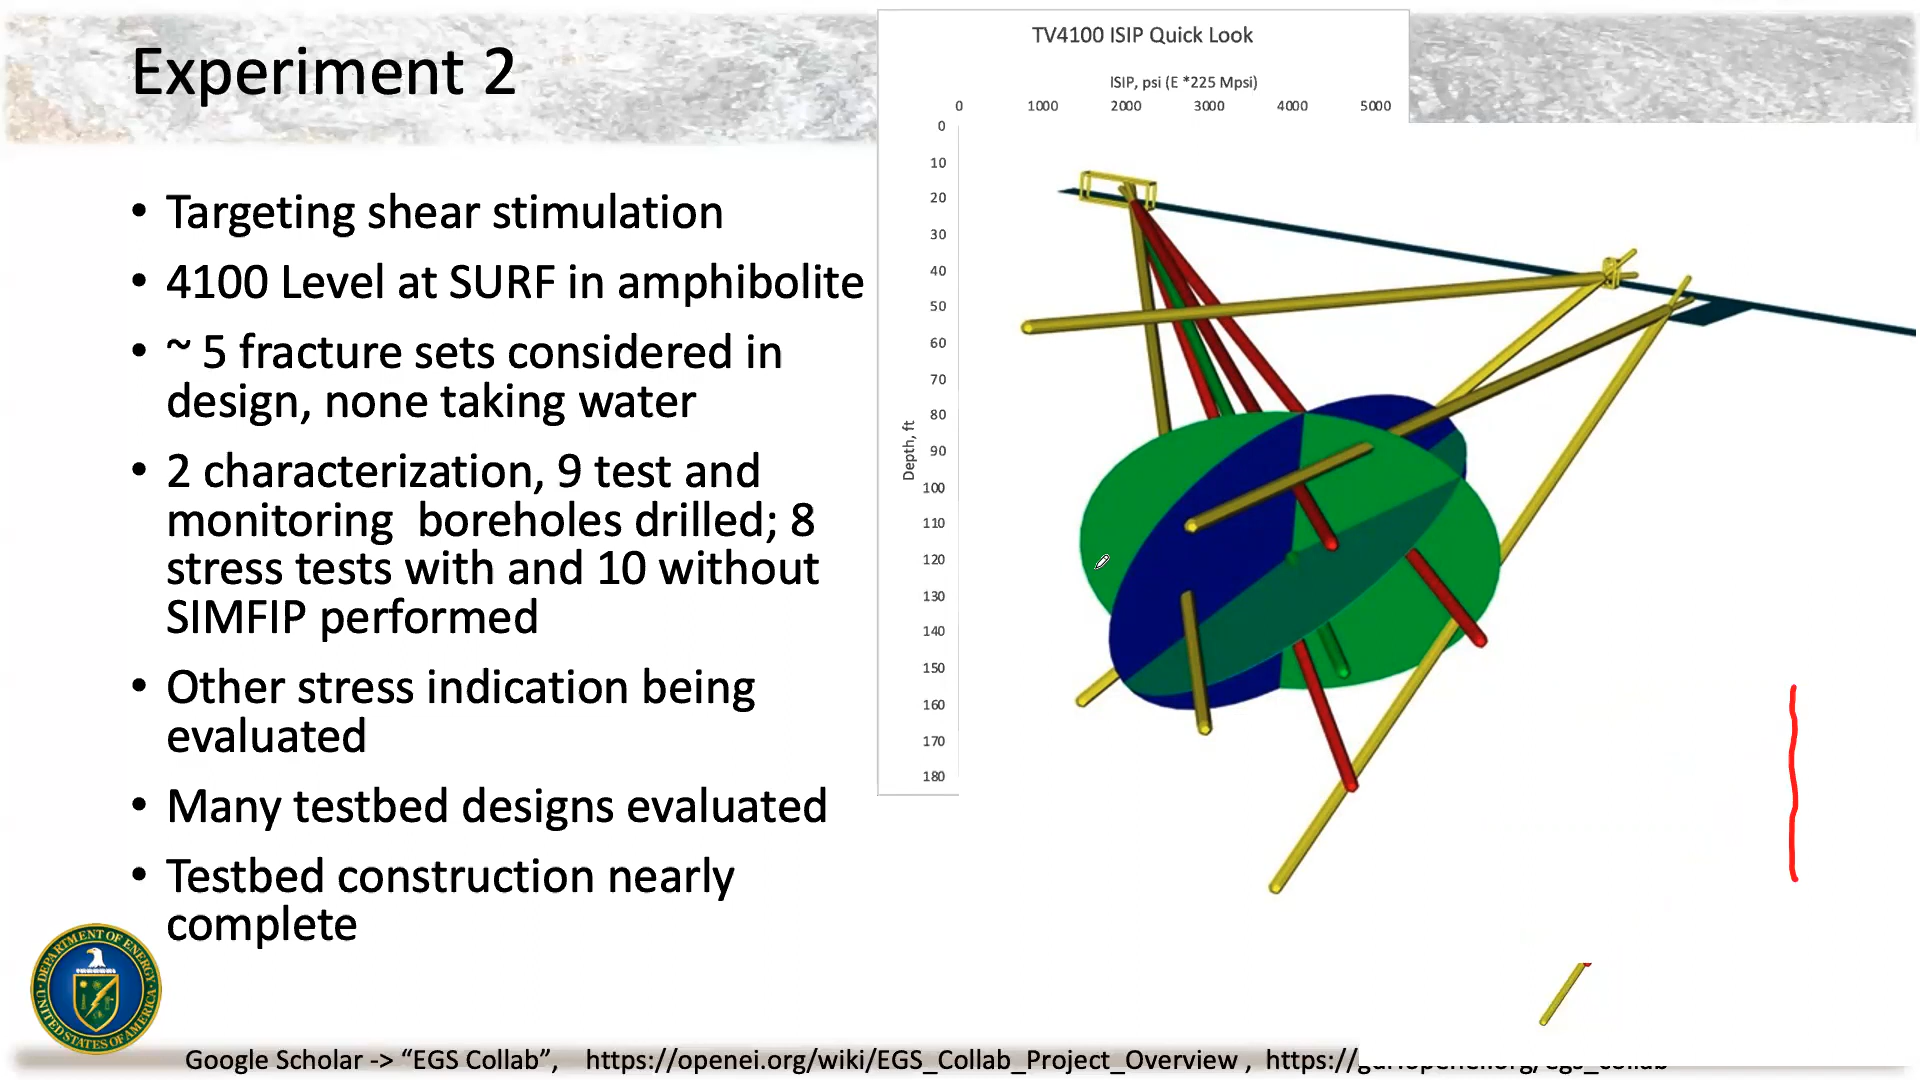 Experiment 2
• Targeting shear stimulation
• 4100 Level at SURF in amphibolite
• ~ 5 fracture sets considered in
design, none taking water
• 2 characterization, 9 test and
monitoring boreholes drilled; 8
stress tests with and 10 without
SIMFIP performed
• Other stress indication being
evaluated
• Many testbed designs evaluated
• Testbed construction nearly
complete
TV4100 ISIP Quick Look
ISIP, psi (E *225 Mpsi)
0 1000 2000 3000 4000 5000
Depth, ft
0
10
20
30
40
50
60
70
80
90
100
110
120
130
140
150
160
170
180
DEPARTMENT OF ENERGY
UNITED STATES OF AMERICA
Google Scholar -> “EGS Collab”, https://openei.org/wiki/EGS_Collab_Project_Overview , https://